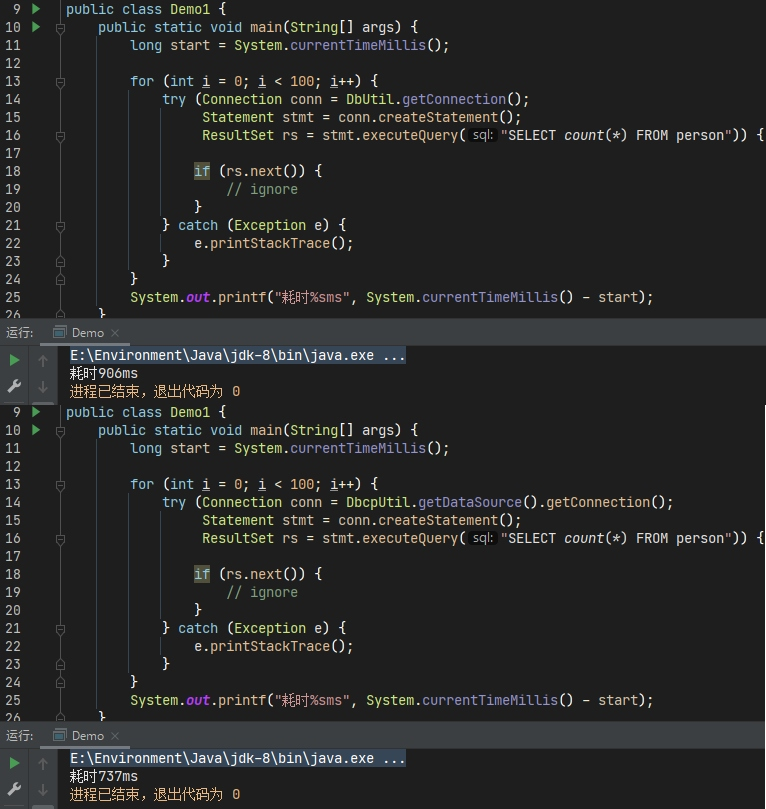 9 public class Demo1 {
10 public static void main(String[] args) {
11 long start = System.currentTimeMillis();
12
13 for (int i = 0; i < 100; i++) {
14 try (Connection conn = DbUtil.getConnection();
15 Statement stmt = conn.createStatement();
16 ResultSet rs = stmt.executeQuery( sql: "SELECT count(*) FROM person")) {
17
18 if (rs.next()) {
19 // ignore
20 }
21 } catch (Exception e) {
22 e.printStackTrace();
23 }
24 }
25 System.out.printf("耗时%sms", System.currentTimeMillis() - start);
26 }
运行: Demo ×
E:\Environment\Java\jdk-8\bin\java.exe ...
耗时906ms
进程已结束，退出代码为 0
9 public class Demo1 {
10 public static void main(String[] args) {
11 long start = System.currentTimeMillis();
12
13 for (int i = 0; i < 100; i++) {
14 try (Connection conn = DbcpUtil.getDataSource().getConnection();
15 Statement stmt = conn.createStatement();
16 ResultSet rs = stmt.executeQuery( sql: "SELECT count(*) FROM person")) {
17
18 if (rs.next()) {
19 // ignore
20 }
21 } catch (Exception e) {
22 e.printStackTrace();
23 }
24 }
25 System.out.printf("耗时%sms", System.currentTimeMillis() - start);
26 }
运行: Demo ×
E:\Environment\Java\jdk-8\bin\java.exe ...
耗时737ms
进程已结束，退出代码为 0